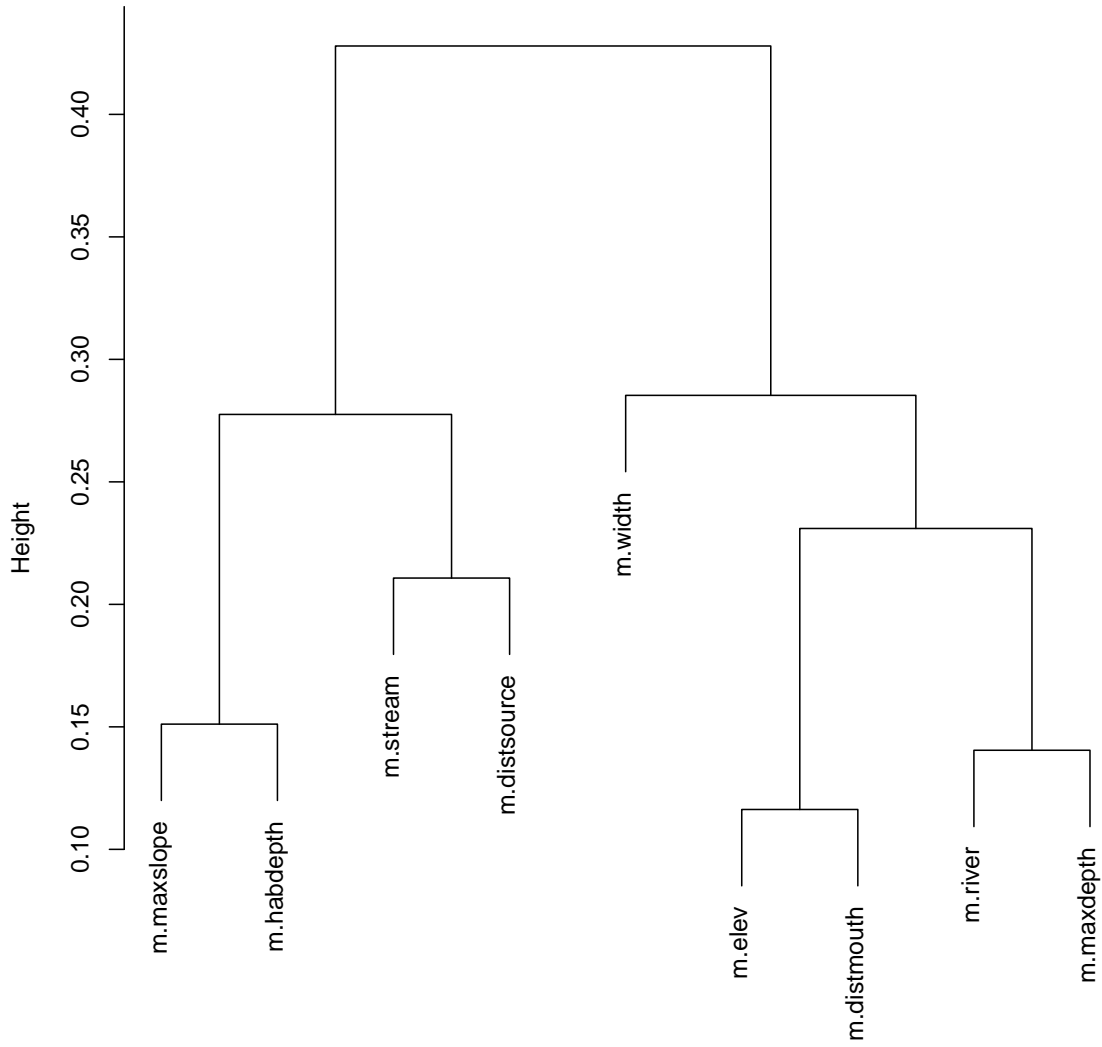 Height
0.40
0.35
0.30
0.25
0.20
0.15
0.10
m.maxslope
m.habdepth
m.stream
m.distsource
m.width
m.elev
m.distmouth
m.river
m.maxdepth